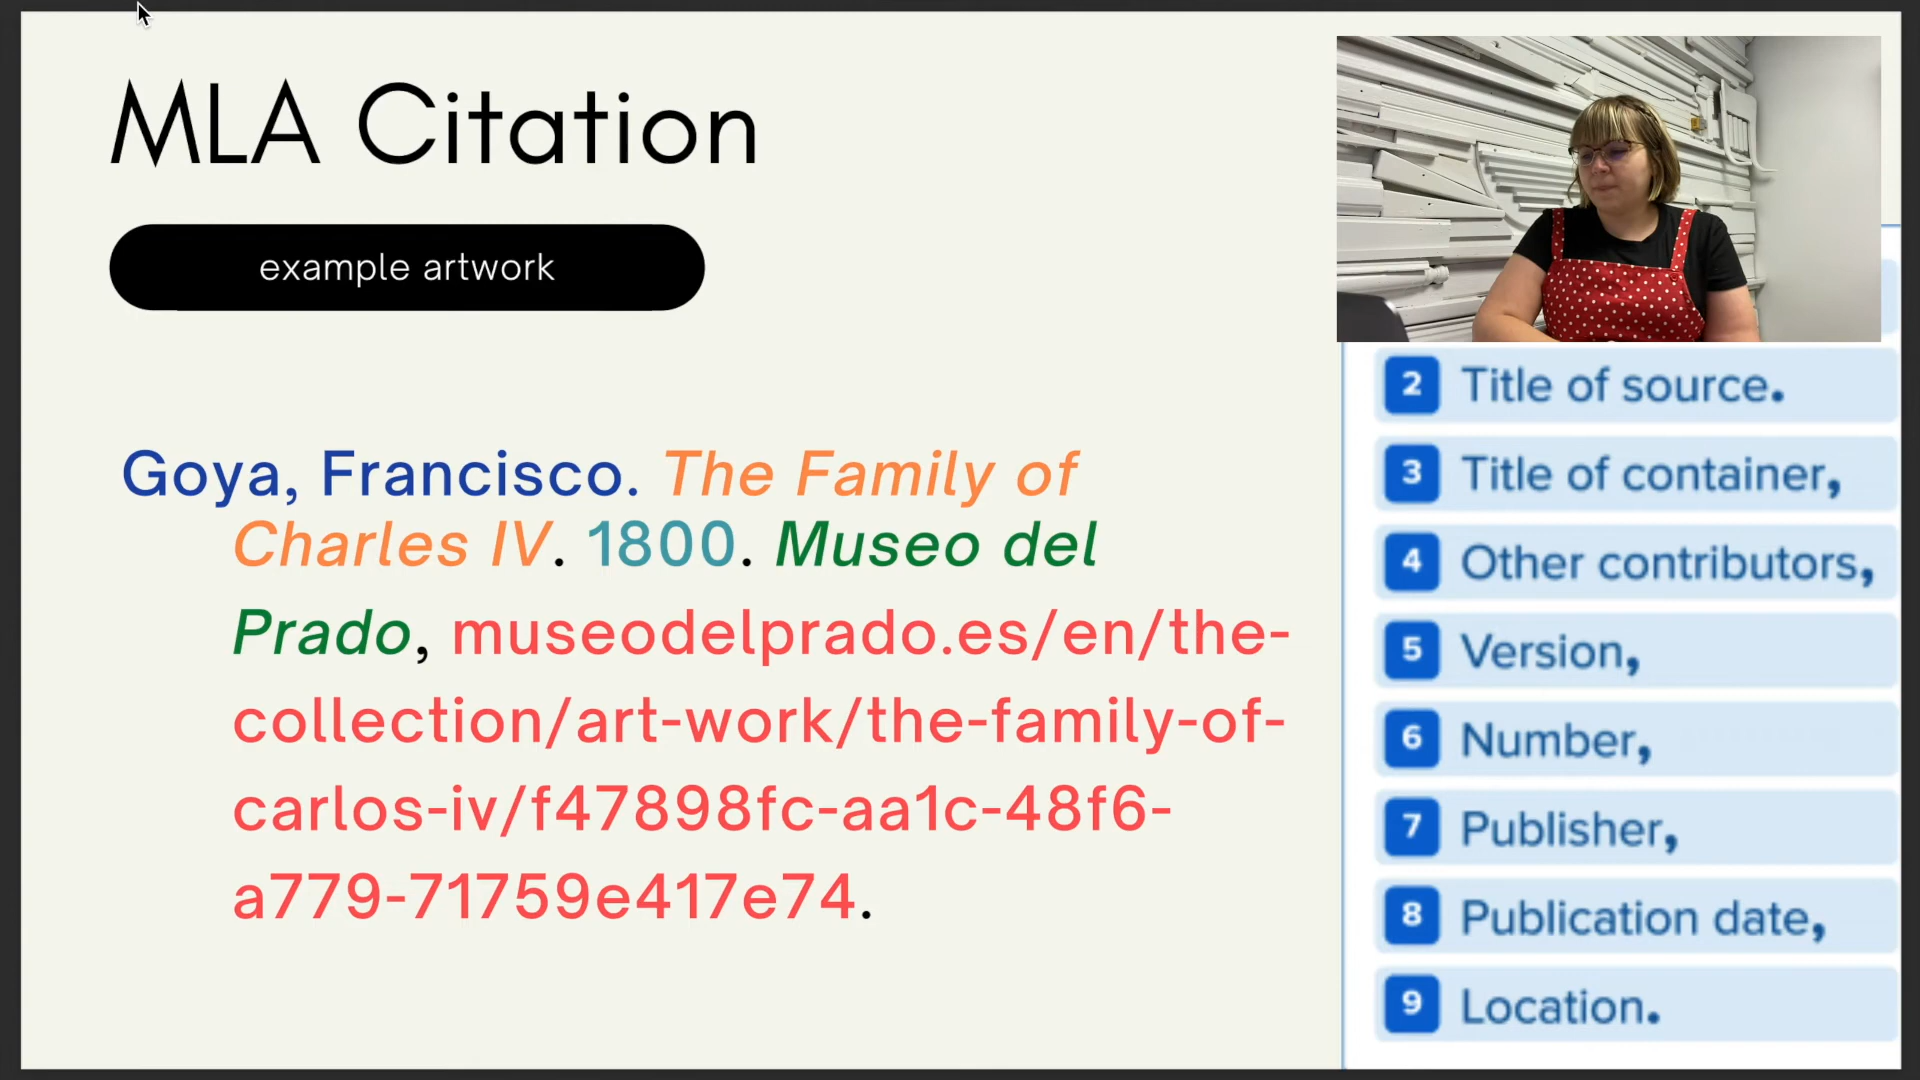 MLA Citation
example artwork
Goya, Francisco. The Family of
Charles IV. 1800. Museo del
Prado, museodelprado.es/en/the-
collection/art-work/the-family-of-
carlos-iv/f47898fc-aa1c-48f6-
a779-71759e417e74.
2 Title of source.
3 Title of container,
4 Other contributors,
5 Version,
6 Number,
7 Publisher,
8 Publication date,
9 Location.